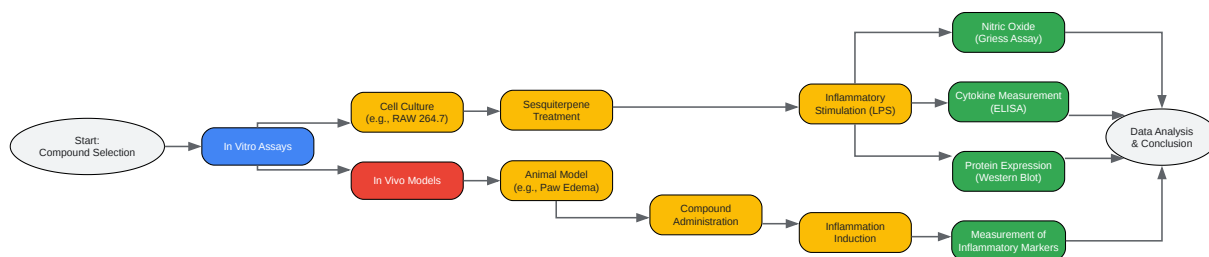 Start:
Compound Selection
In Vitro Assays
Cell Culture
(e.g., RAW 264.7)
Sesquiterpene
Treatment
Inflammatory
Stimulation (LPS)
Nitric Oxide
(Griess Assay)
Cytokine Measurement
(ELISA)
Protein Expression
(Western Blot)
In Vivo Models
Animal Model
(e.g., Paw Edema)
Compound
Administration
Inflammation
Induction
Measurement of
Inflammatory Markers
Data Analysis
& Conclusion